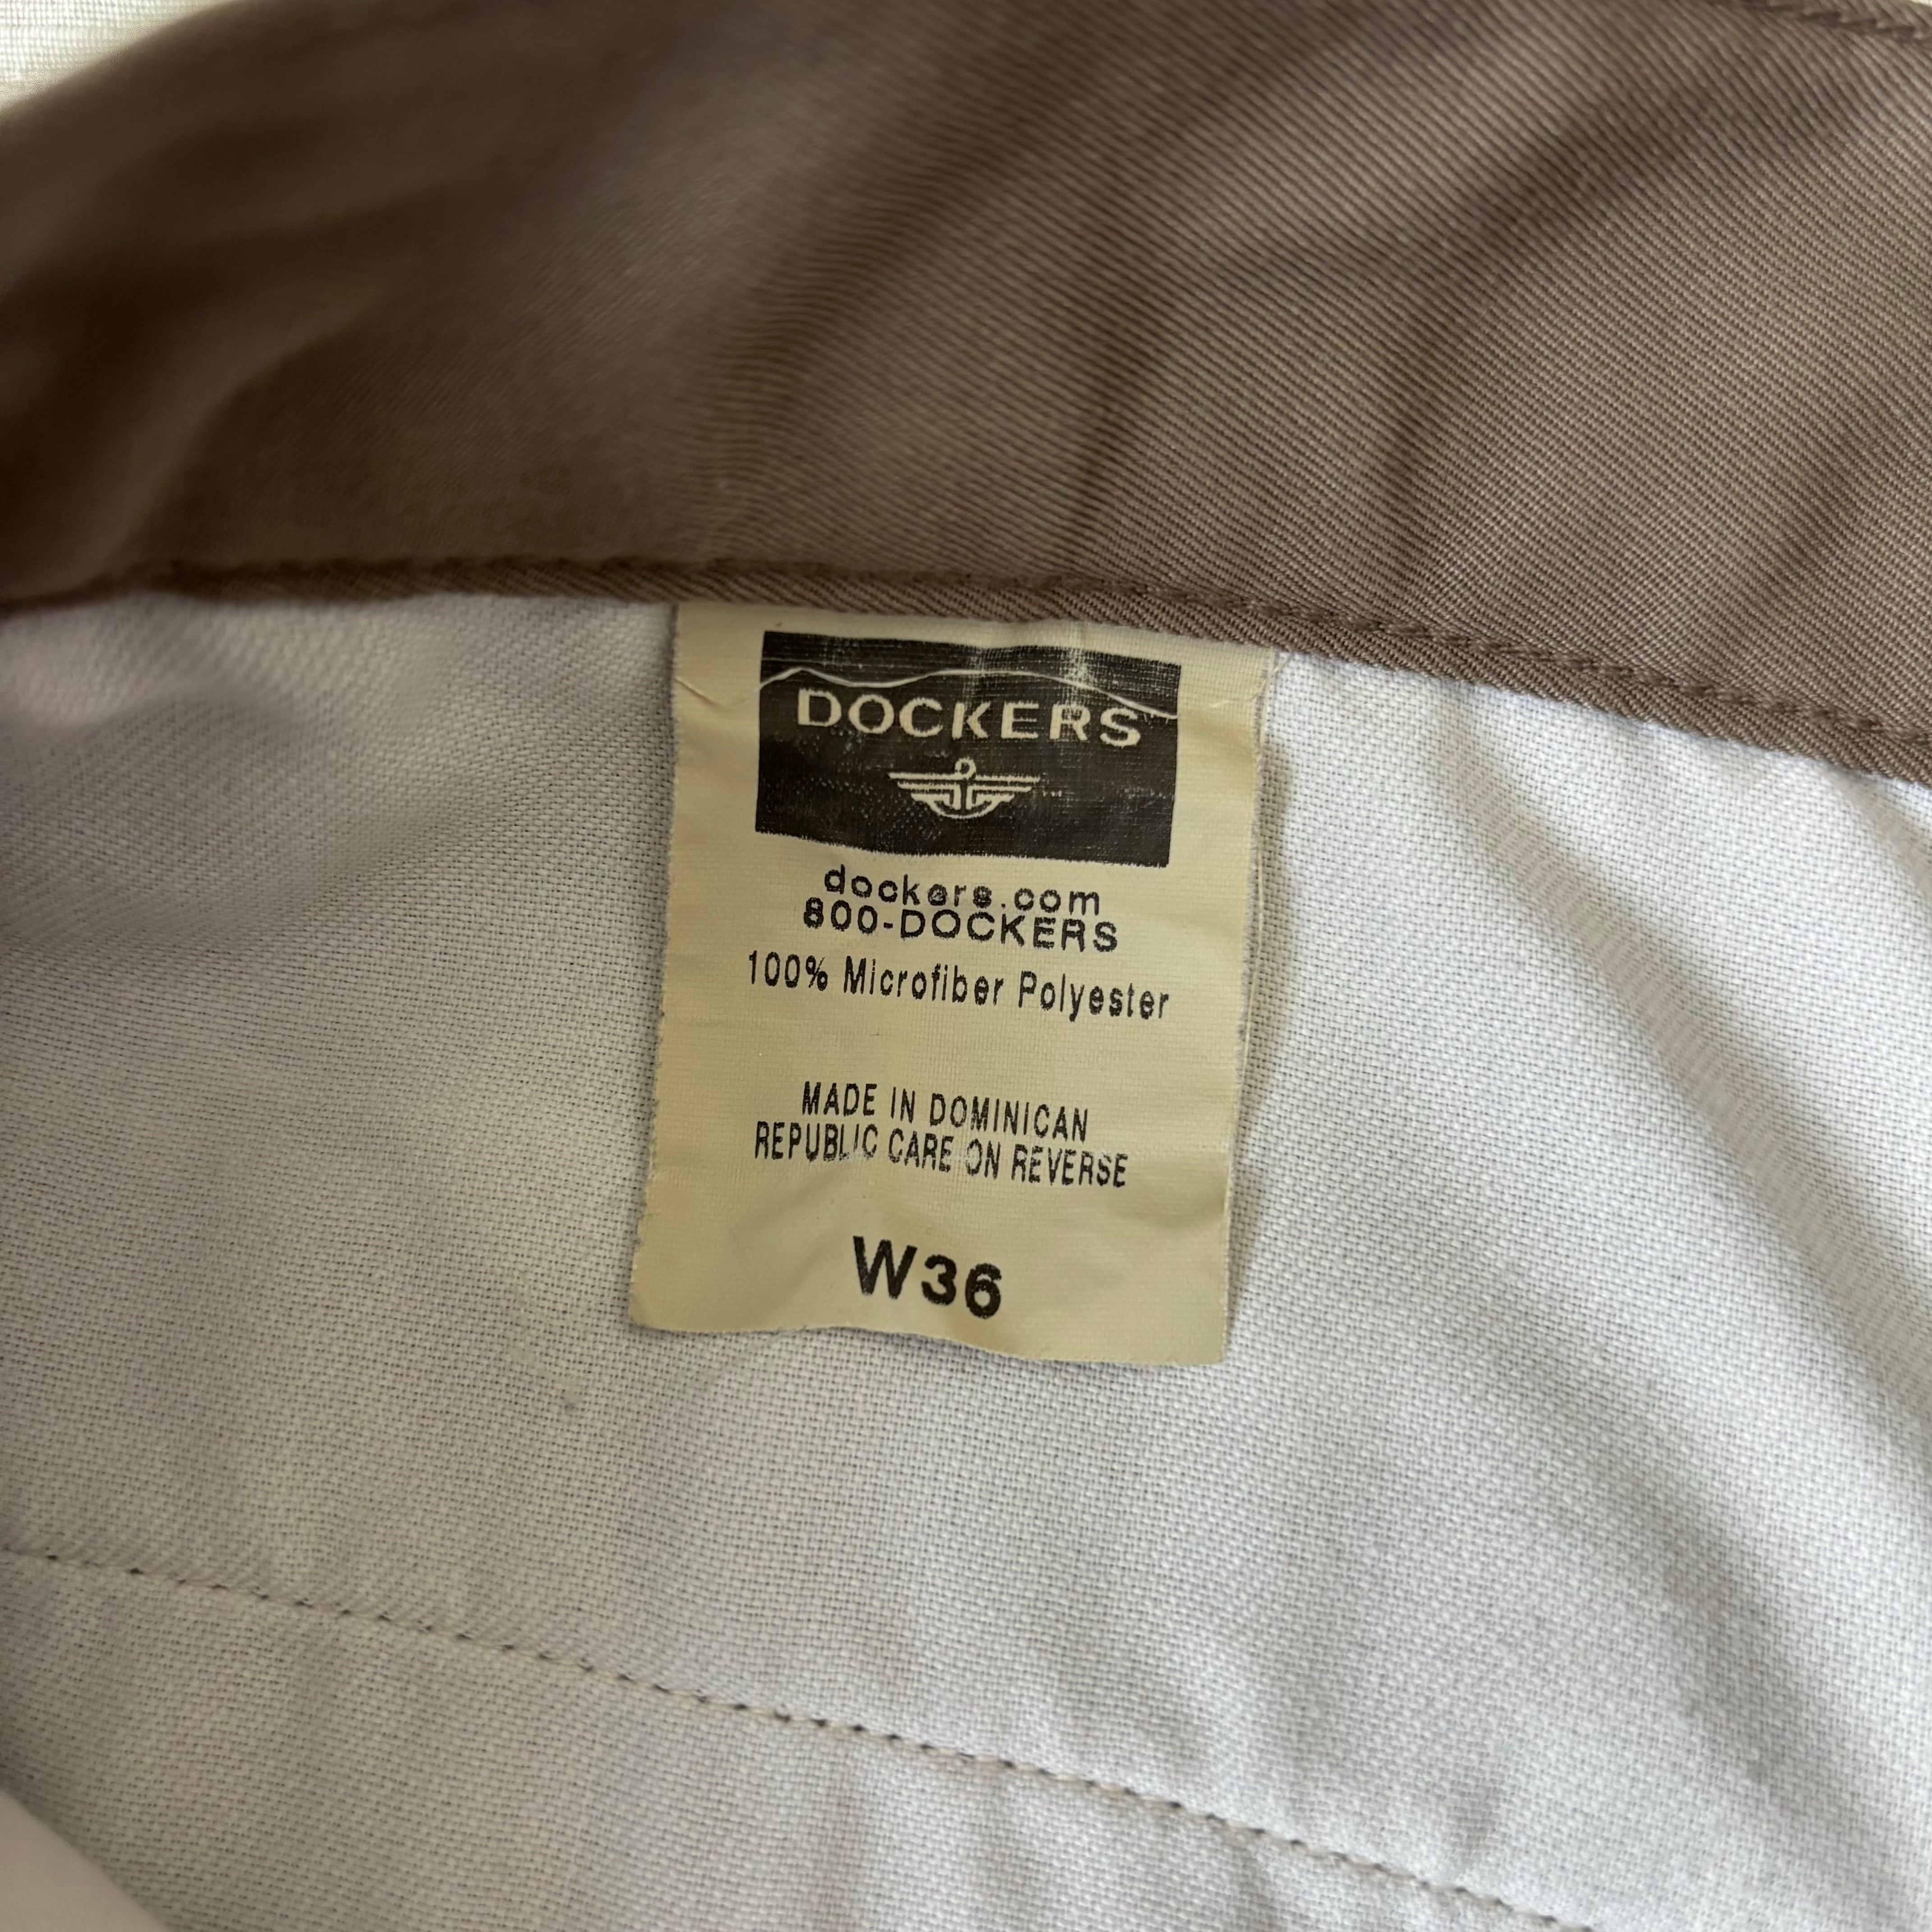 DOCKERS
dockers.com
800-DOCKERS
100% Microfiber Polyester
MADE IN DOMINICAN
REPUBLIC CARE ON REVERSE
W36